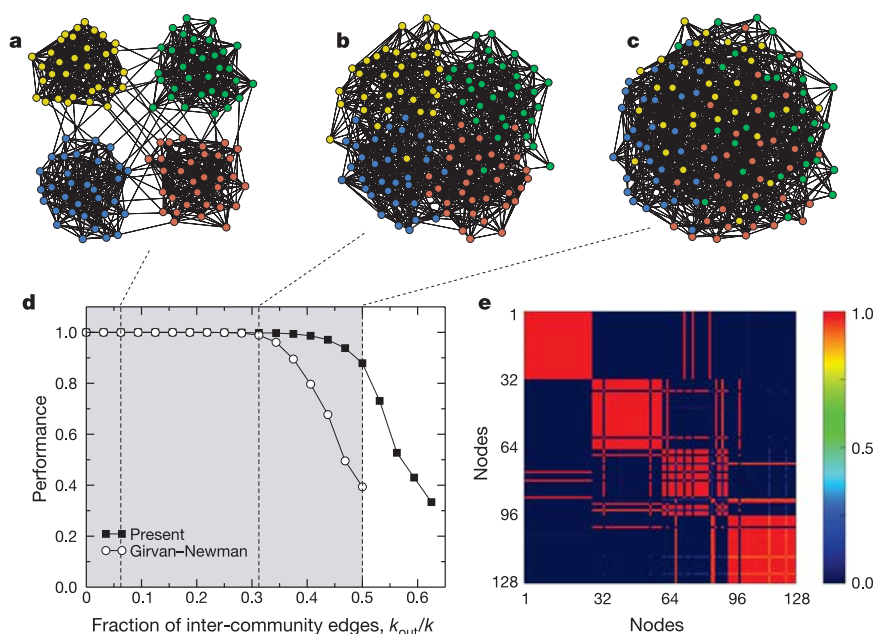 a
b
c
d
1.0
0.8
0.6
0.4
0.2
0.0
Performance
Present
Girvan–Newman
0
0.1
0.2
0.3
0.4
0.5
0.6
Fraction of inter-community edges, k_out/k
e
1
32
64
96
128
Nodes
1
32
64
96
128
Nodes
1.0
0.5
0.0